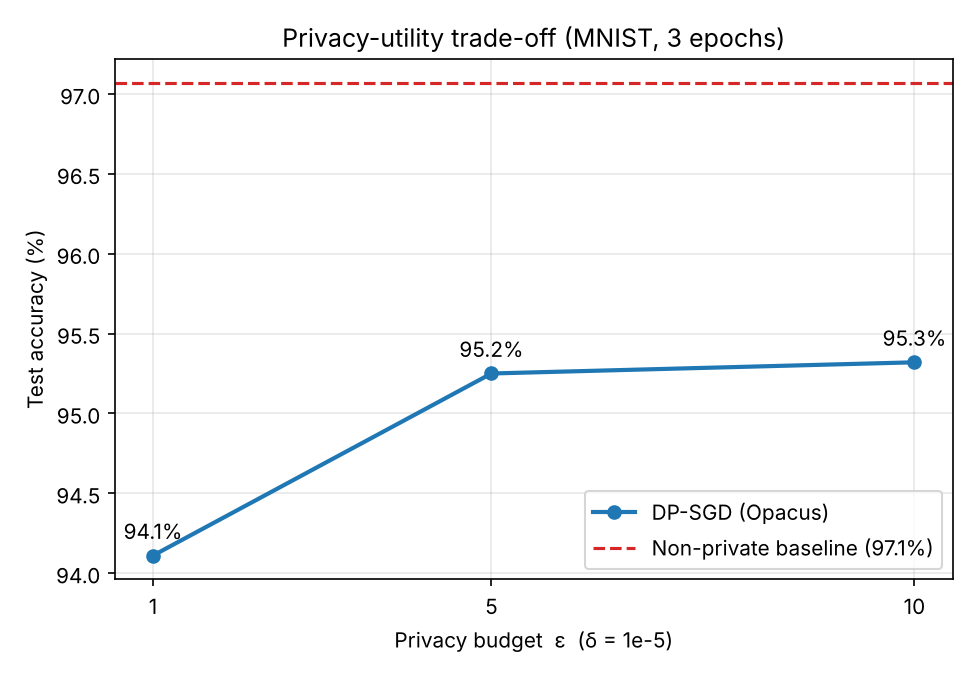 Privacy-utility trade-off (MNIST, 3 epochs)
Test accuracy (%)
97.0
96.5
96.0
95.5
95.0
94.5
94.0
94.1%
95.2%
95.3%
DP-SGD (Opacus)
Non-private baseline (97.1%)
1 5 10
Privacy budget ε (δ = 1e-5)